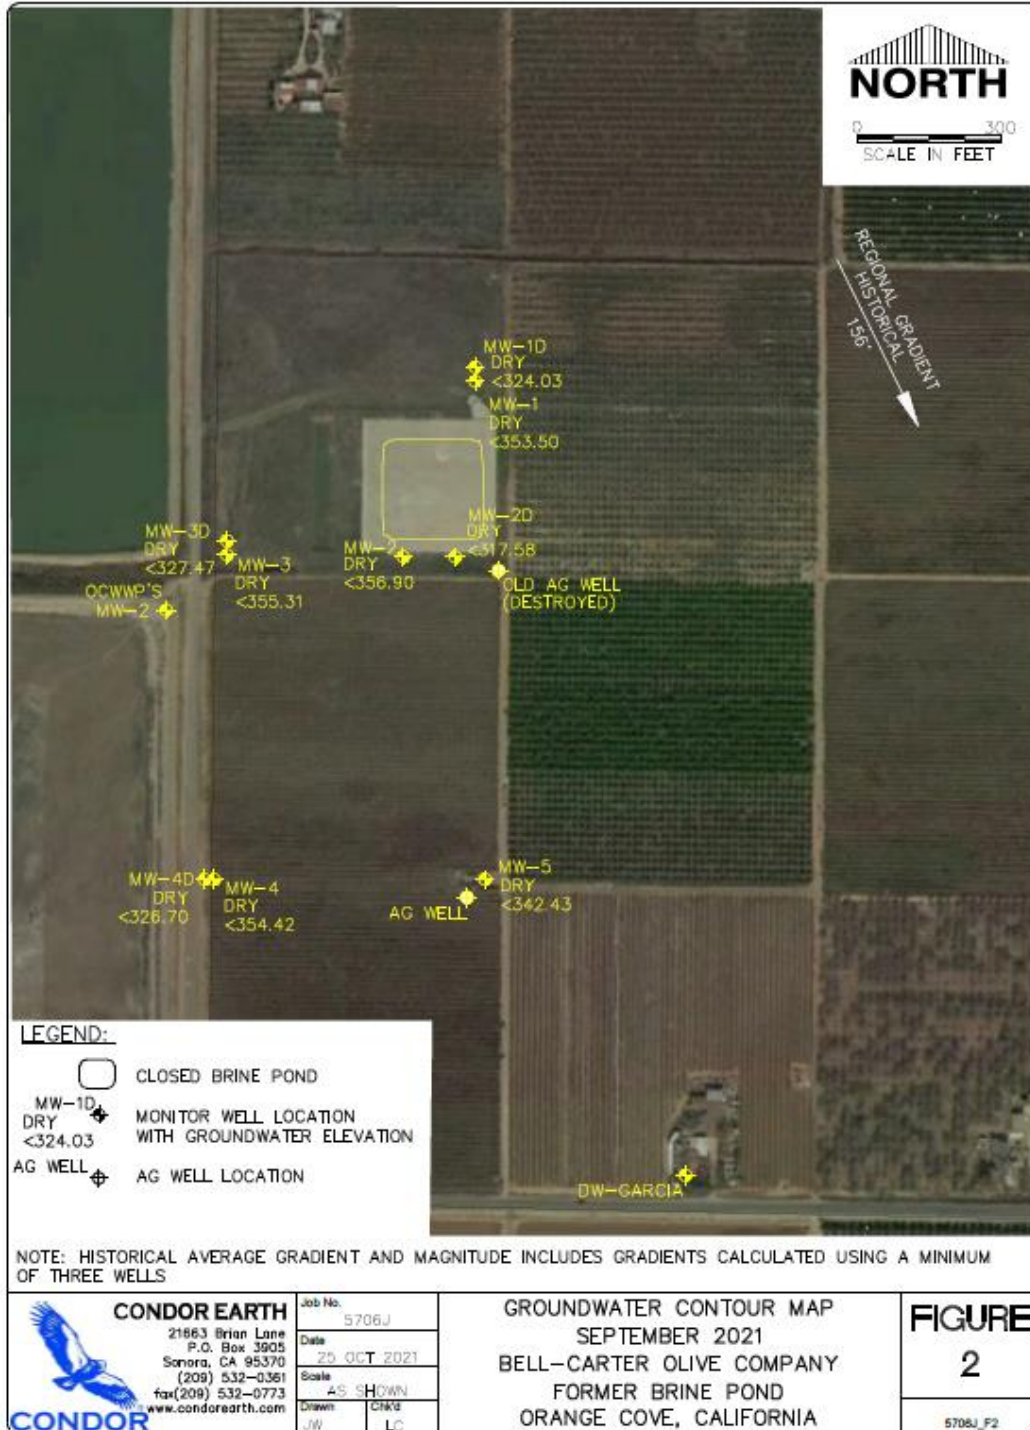 NORTH
0 300
SCALE IN FEET
REGIONAL GRADIENT
HISTORICAL
156'
MW-1D
DRY
<324.03
MW-1
DRY
<353.50
MW-2D
DRY
<317.58
MW-3D
DRY
<327.47
MW-3
DRY
<355.31
MW-2
DRY
<356.90
OLD AG WELL
(DESTROYED)
OCWWP'S
MW-2
MW-4D
DRY
<326.70
MW-4
DRY
<354.42
MW-5
DRY
<342.43
AG WELL
DW-GARCIA
LEGEND:
CLOSED BRINE POND
MW-1D
DRY
<324.03
MONITOR WELL LOCATION
WITH GROUNDWATER ELEVATION
AG WELL
AG WELL LOCATION
NOTE: HISTORICAL AVERAGE GRADIENT AND MAGNITUDE INCLUDES GRADIENTS CALCULATED USING A MINIMUM
OF THREE WELLS
CONDOR EARTH
21663 Brian Lane
P.O. Box 3905
Sonora, CA 95370
(209) 532-0361
fax(209) 532-0773
www.condorearth.com
CONDOR
Job No.
5706J
Date
25 OCT 2021
Scale
AS SHOWN
Drawn
JW
Chk'd
LC
GROUNDWATER CONTOUR MAP
SEPTEMBER 2021
BELL-CARTER OLIVE COMPANY
FORMER BRINE POND
ORANGE COVE, CALIFORNIA
FIGURE
2
5706J_F2